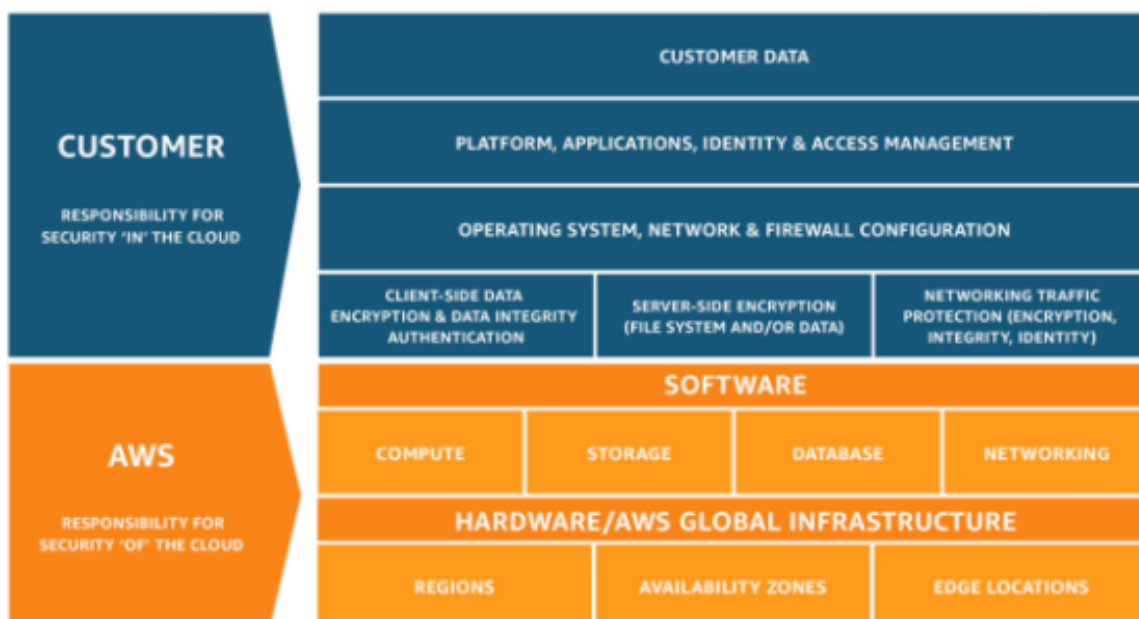 CUSTOMER
RESPONSIBILITY FOR
SECURITY ‘IN’ THE CLOUD
CUSTOMER DATA
PLATFORM, APPLICATIONS, IDENTITY & ACCESS MANAGEMENT
OPERATING SYSTEM, NETWORK & FIREWALL CONFIGURATION
CLIENT-SIDE DATA
ENCRYPTION & DATA INTEGRITY
AUTHENTICATION
SERVER-SIDE ENCRYPTION
(FILE SYSTEM AND/OR DATA)
NETWORKING TRAFFIC
PROTECTION (ENCRYPTION,
INTEGRITY, IDENTITY)
AWS
RESPONSIBILITY FOR
SECURITY ‘OF’ THE CLOUD
SOFTWARE
COMPUTE
STORAGE
DATABASE
NETWORKING
HARDWARE/AWS GLOBAL INFRASTRUCTURE
REGIONS
AVAILABILITY ZONES
EDGE LOCATIONS